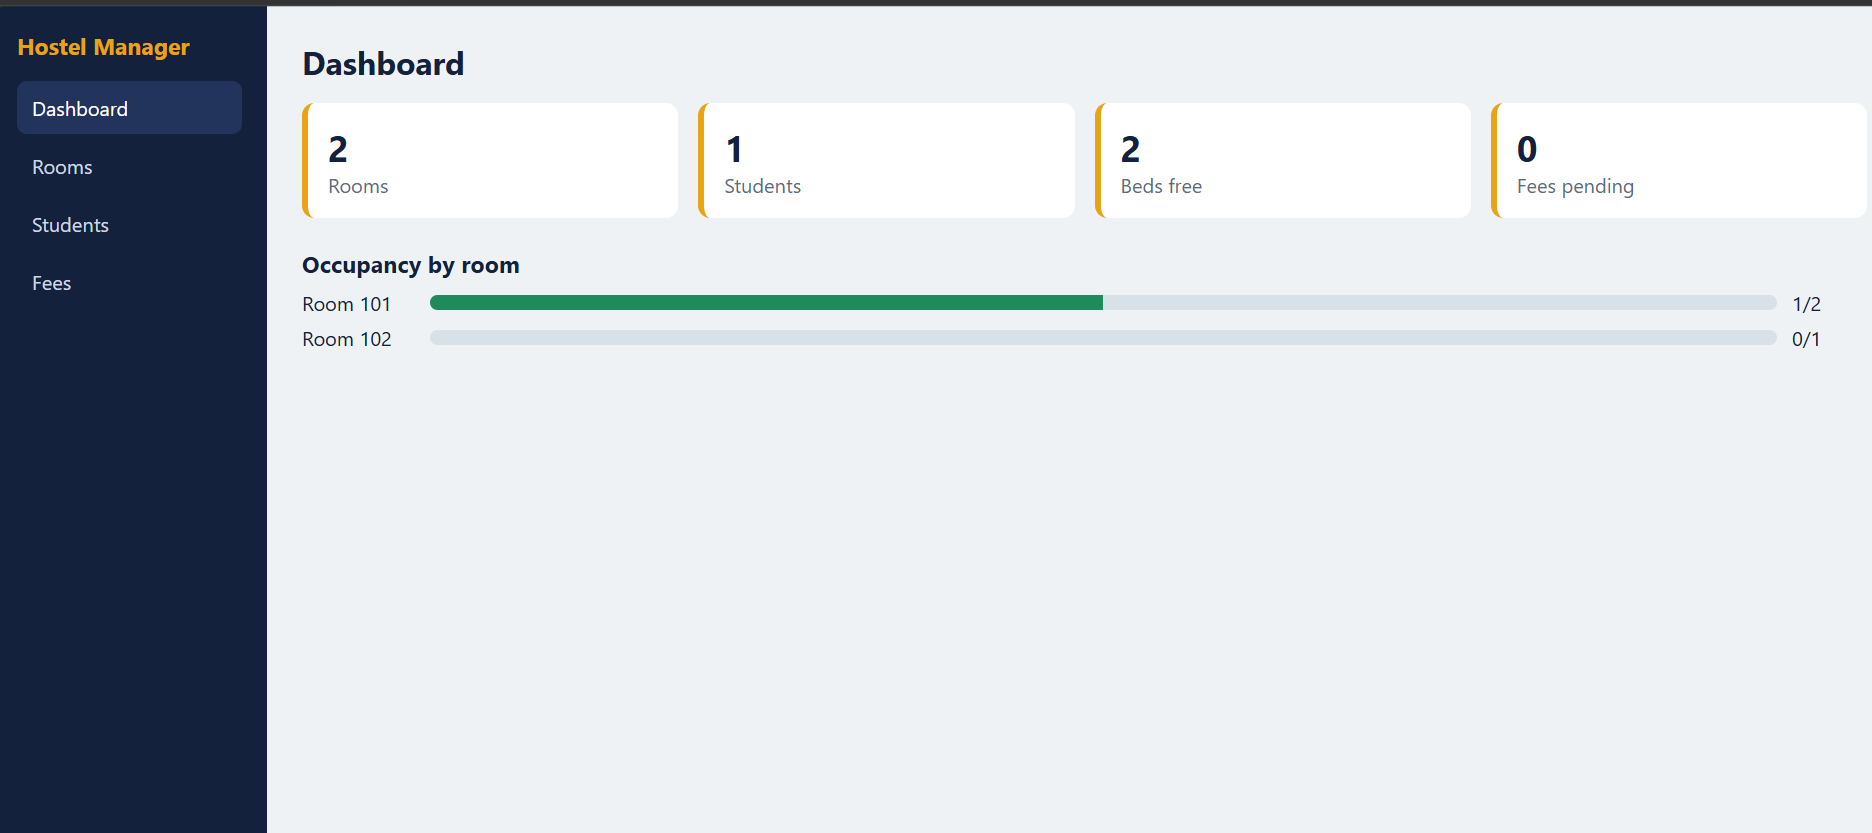 Hostel Manager
Dashboard
Rooms
Students
Fees
Dashboard
2
Rooms
1
Students
2
Beds free
0
Fees pending
Occupancy by room
Room 101 1/2
Room 102 0/1